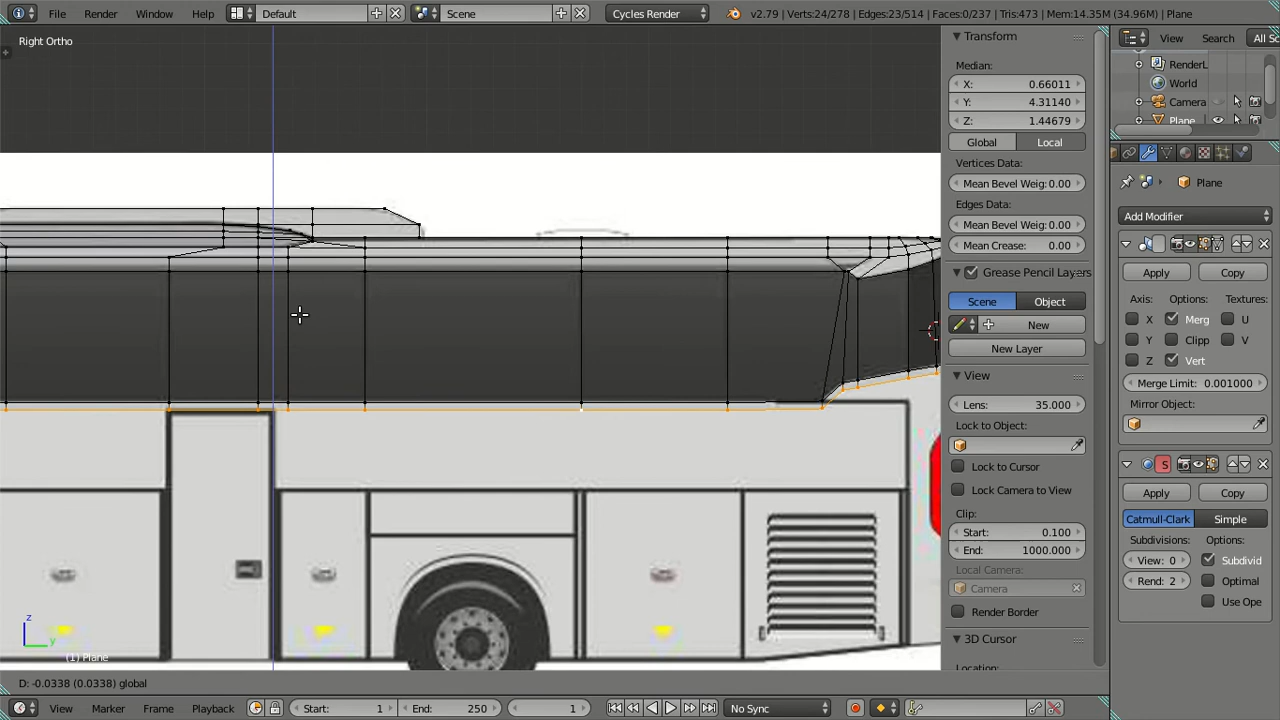 File Render Window Help Default Scene Cycles Render v2.79 | Verts:24/278 | Edges:23/514 | Faces:0/237 | Tris:473 | Mem:14.35M (34.96M) | Plane
Right Ortho
Transform
Median:
X: 0.66011
Y: 4.31140
Z: 1.44679
Global Local
Vertices Data:
Mean Bevel Weig: 0.00
Edges Data:
Mean Bevel Weig: 0.00
Mean Crease: 0.00
Grease Pencil Layers
Scene Object
New
New Layer
View
Lens: 35.000
Lock to Object:
Lock to Cursor
Lock Camera to View
Clip:
Start: 0.100
End: 1000.000
Local Camera:
Camera
Render Border
3D Cursor
Location:
View Search All Sc
RenderL
World
Camera
Plane
Plane
Add Modifier
Apply Copy
Axis: Options: Textures:
X Merg U
Y Clipp V
Z Vert
Merge Limit: 0.001000
Mirror Object:
S
Apply Copy
Catmull-Clark Simple
Subdivisions: Options:
View: 0 Subdivid
Rend: 2 Optimal
Use Ope
z
y
(1) Plane
D: -0.0338 (0.0338) global
View Marker Frame Playback Start: 1 End: 250 1 No Sync